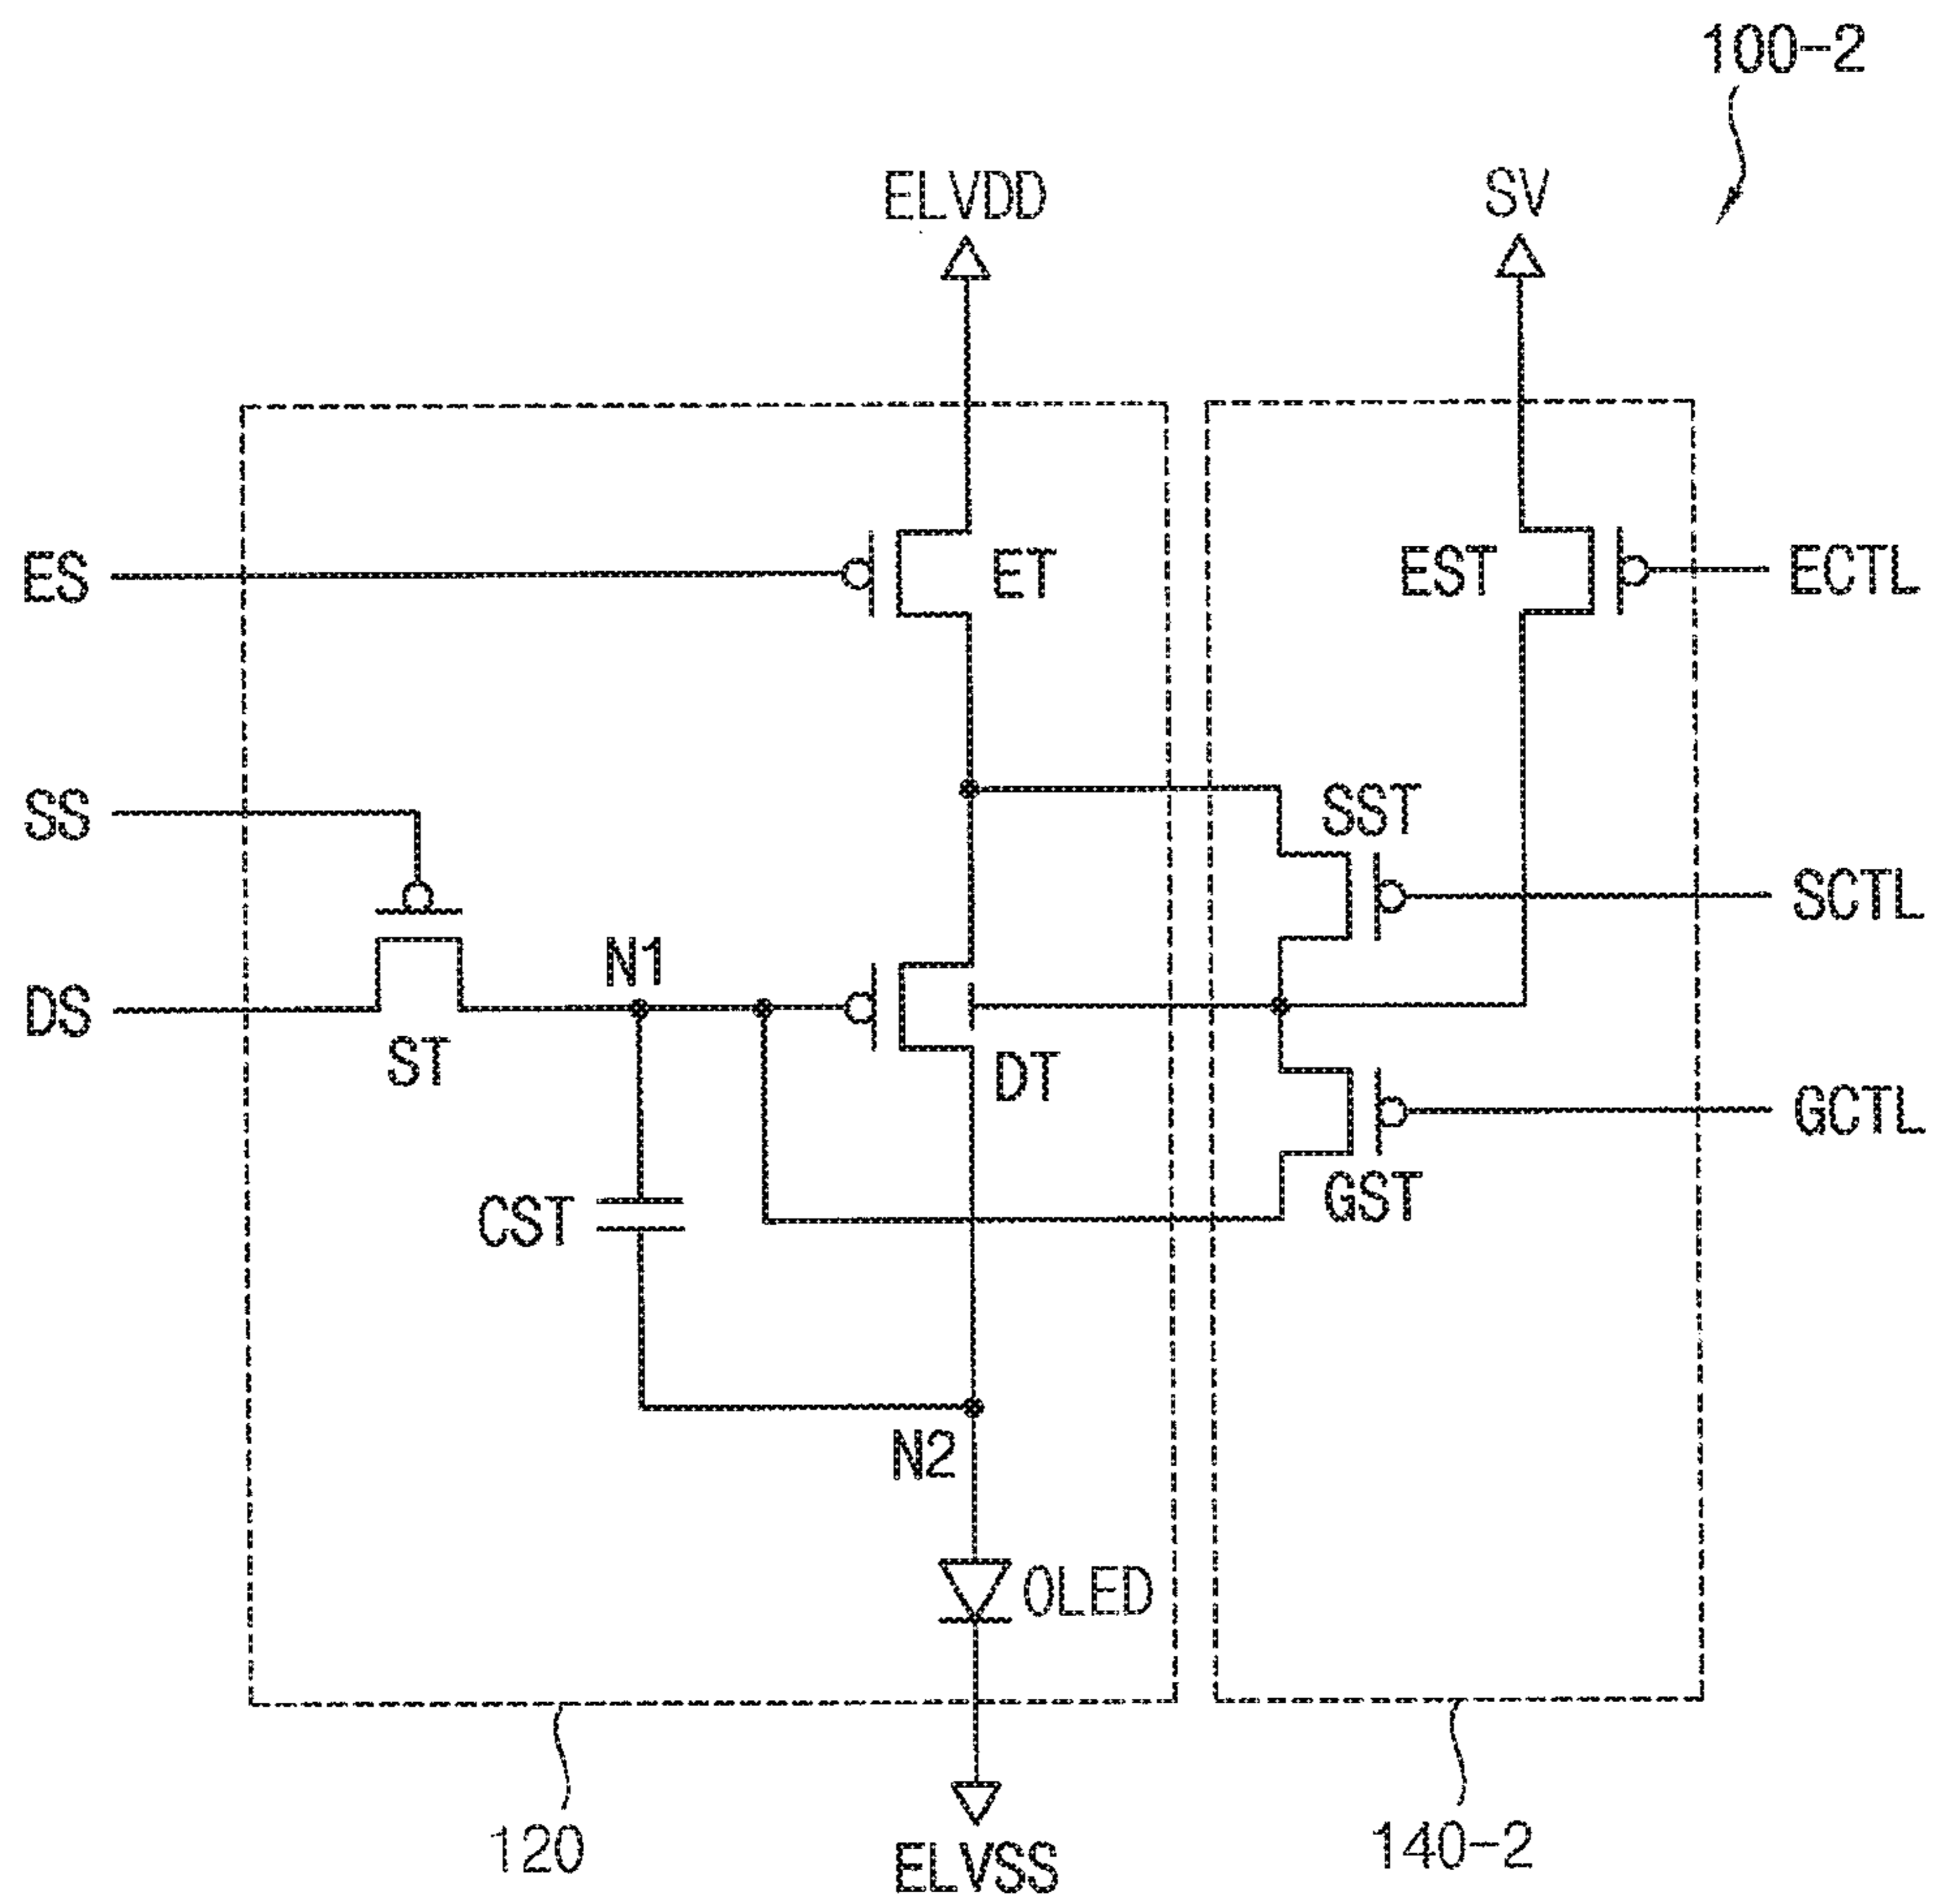 100-2
ELVDD
SV
ES
ET
EST
ECTL
SS
SST
SCTL
N1
DS
ST
DT
GCTL
CST
GST
N2
OLED
120
140-2
ELVSS